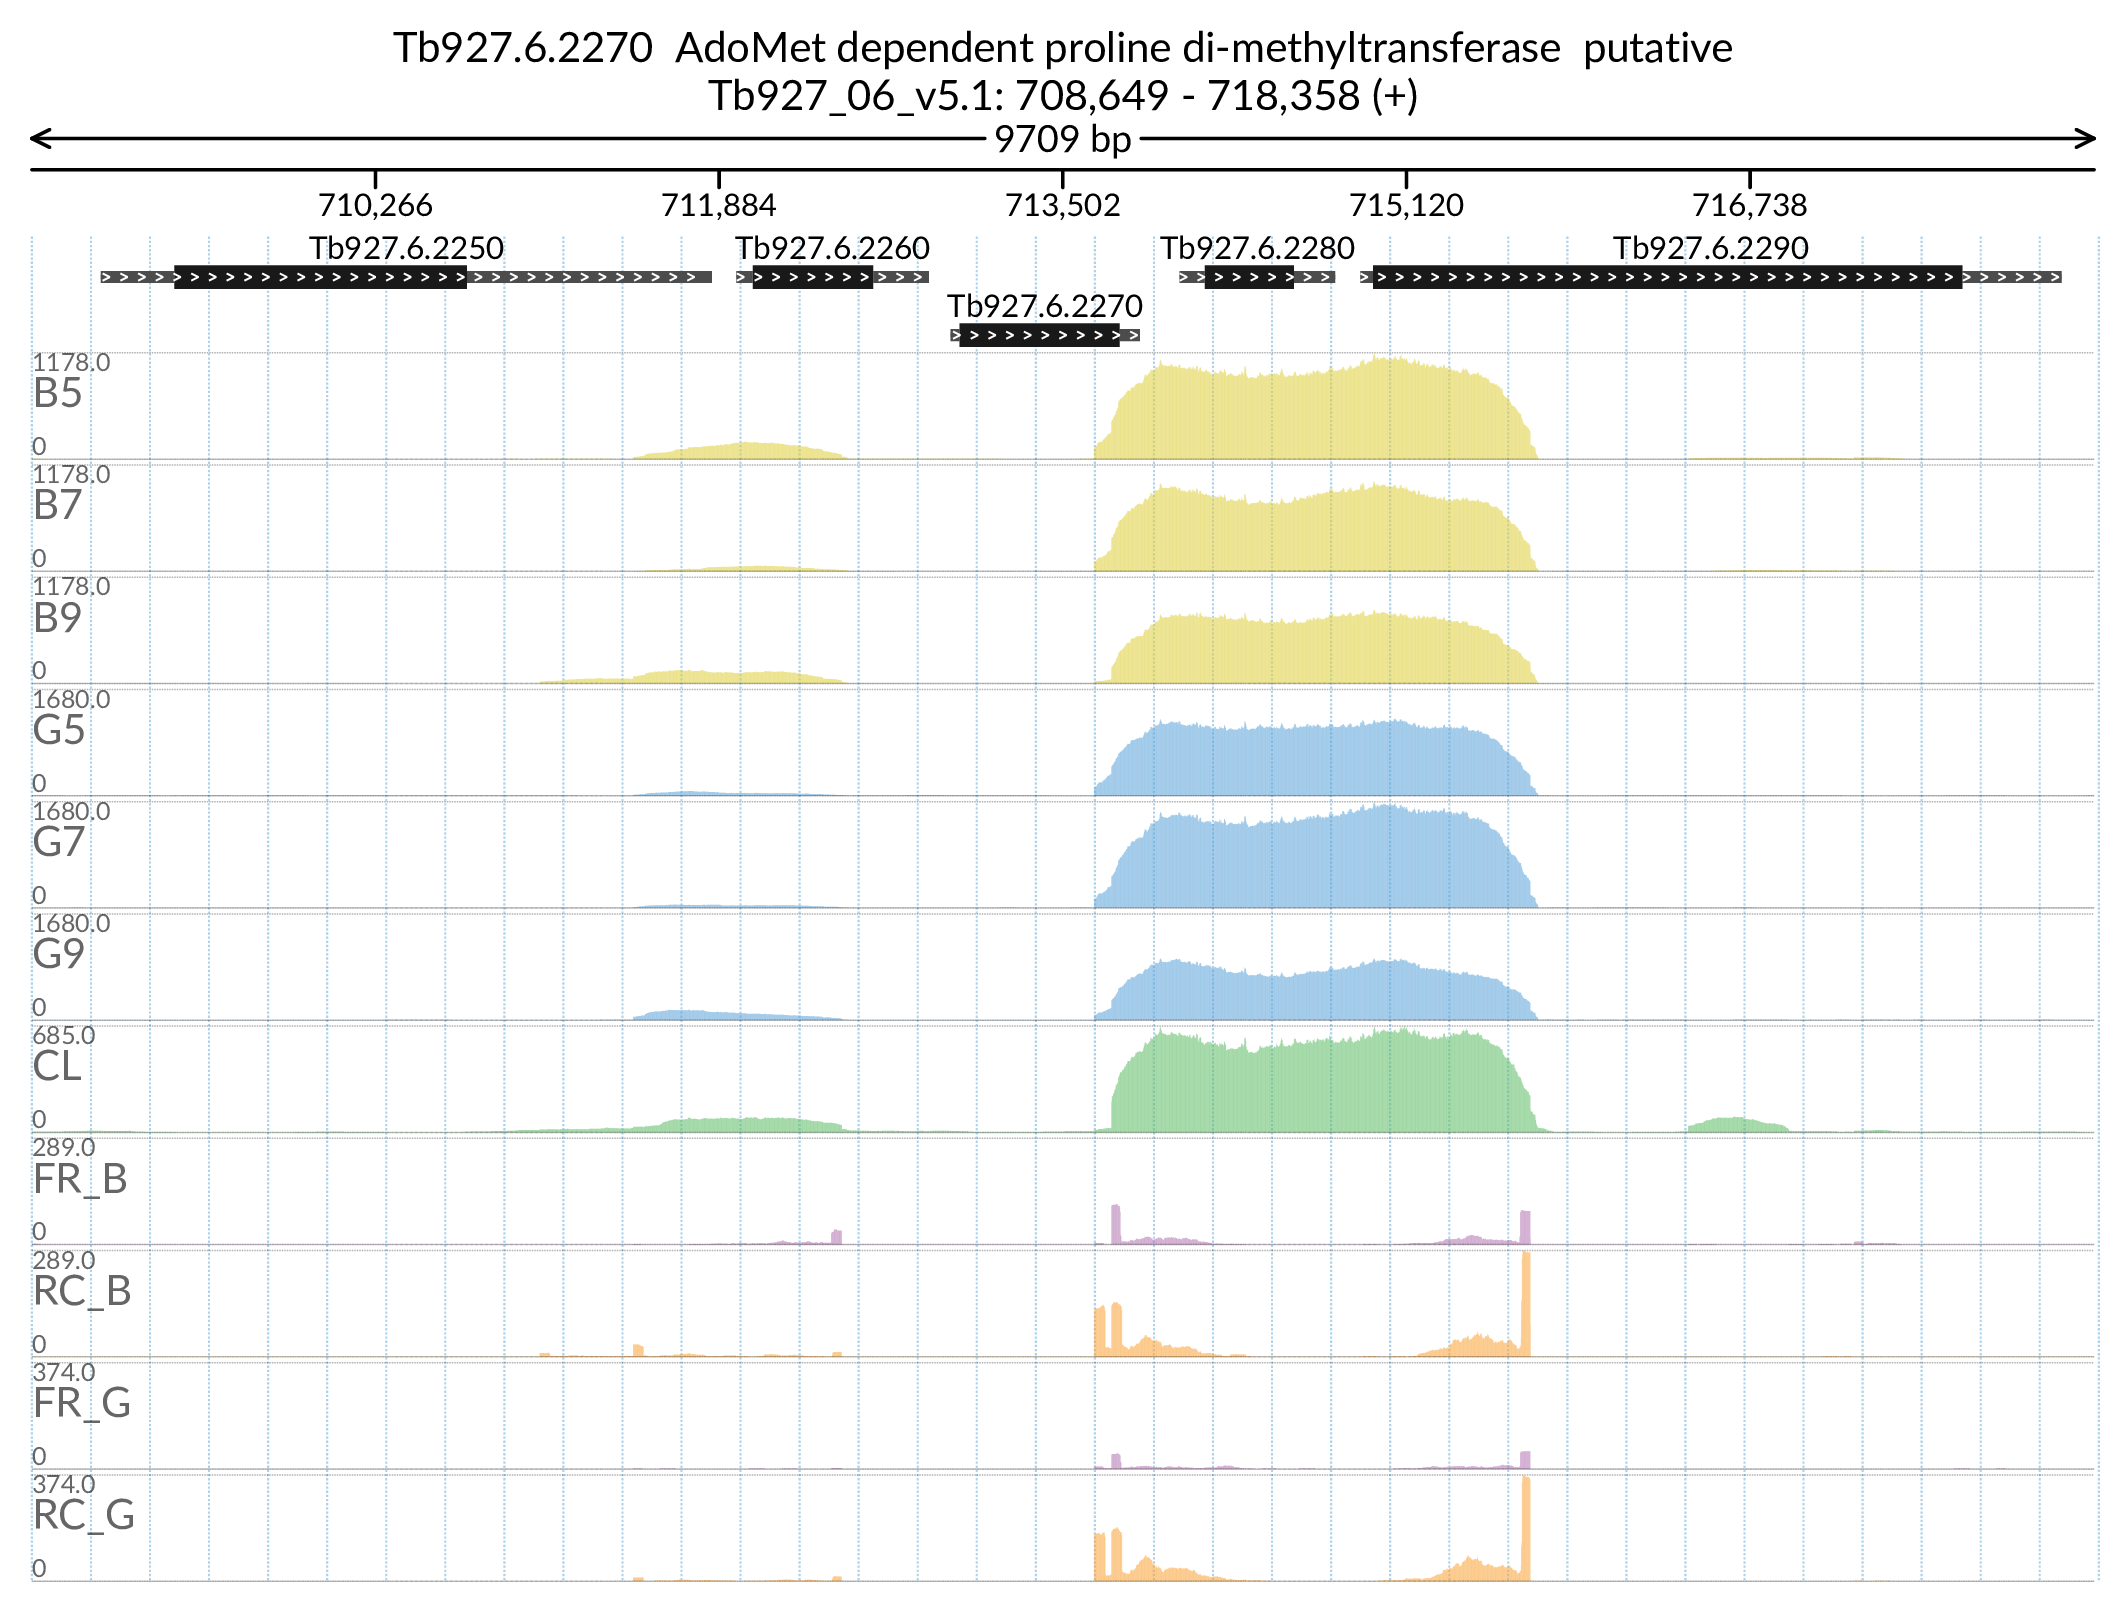 Tb927.6.2270  AdoMet dependent proline di-methyltransferase  putative
Tb927_06_v5.1: 708,649 - 718,358 (+)
9709 bp
710,266 711,884 713,502 715,120 716,738
Tb927.6.2250 Tb927.6.2260 Tb927.6.2280 Tb927.6.2290
Tb927.6.2270
1178.0
B5
0
1178.0
B7
0
1178.0
B9
0
1680.0
G5
0
1680.0
G7
0
1680.0
G9
0
685.0
CL
0
289.0
FR_B
0
289.0
RC_B
0
374.0
FR_G
0
374.0
RC_G
0